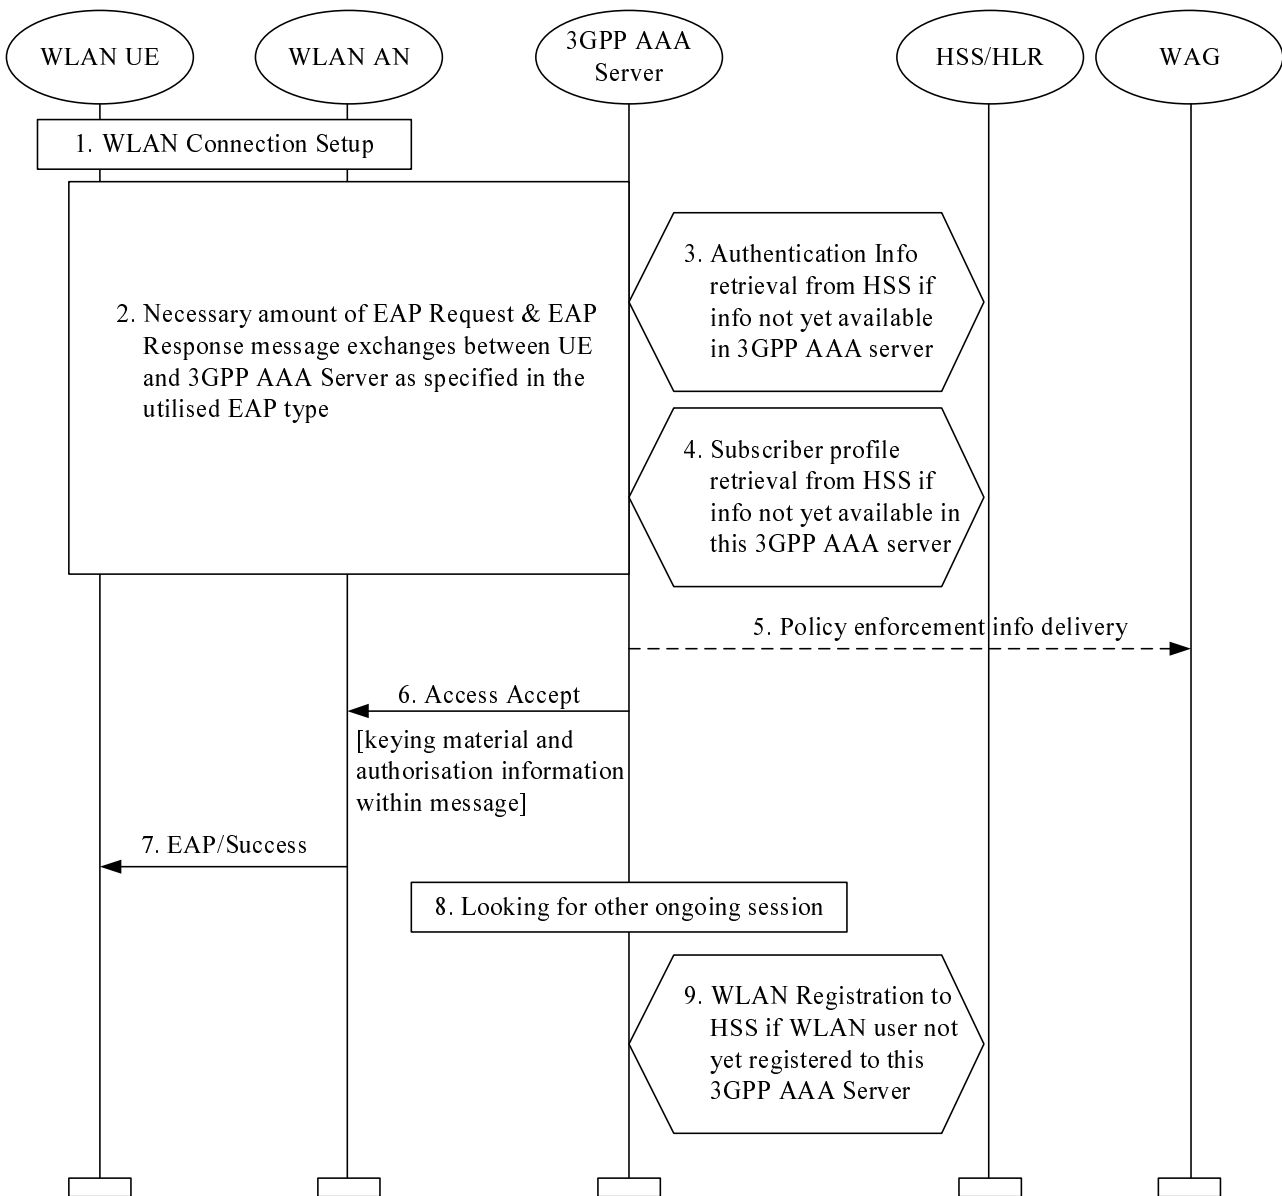 WLAN UE
WLAN AN
3GPP AAA
Server
HSS/HLR
WAG
1. WLAN Connection Setup
2. Necessary amount of EAP Request & EAP
Response message exchanges between UE
and 3GPP AAA Server as specified in the
utilised EAP type
3. Authentication Info
retrieval from HSS if
info not yet available
in 3GPP AAA server
4. Subscriber profile
retrieval from HSS if
info not yet available in
this 3GPP AAA server
5. Policy enforcement info delivery
6. Access Accept
[keying material and
authorisation information
within message]
7. EAP/Success
8. Looking for other ongoing session
9. WLAN Registration to
HSS if WLAN user not
yet registered to this
3GPP AAA Server